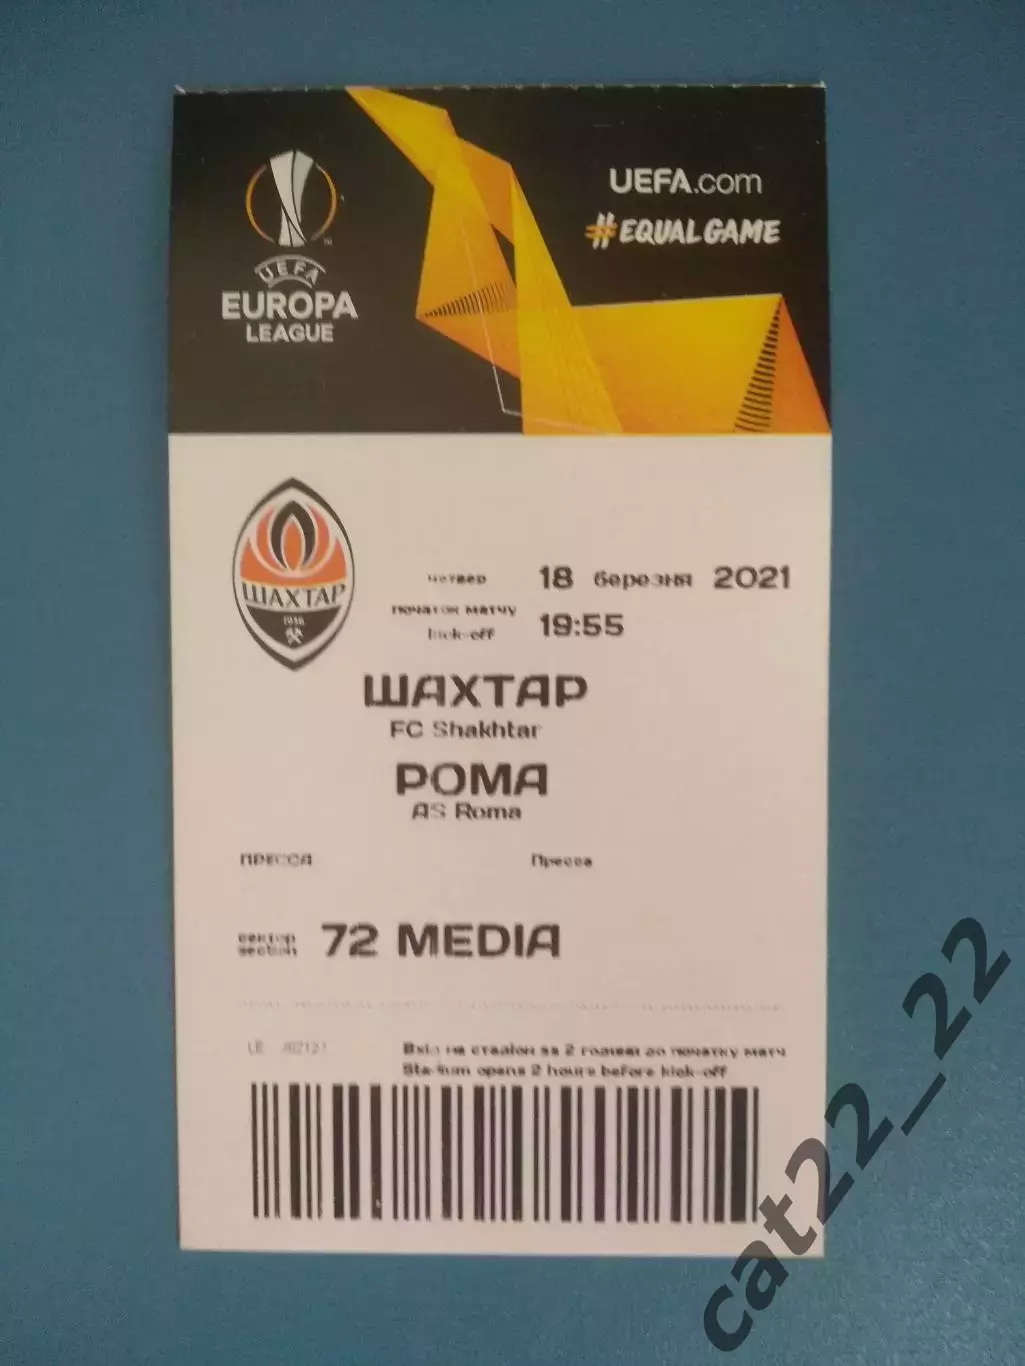 UEFA.com
#EQUALGAME
UEFA
EUROPA
LEAGUE
ШАХТАР
1936
четвер 18 березня 2021
початок матчу
kick-off 19:55
ШАХТАР
FC Shakhtar
РОМА
AS Roma
ПРЕССА Пресса
сектор
section 72 MEDIA
Вхід на стадіон за 2 години до початку матч
Stadium opens 2 hours before kick-off
cat22_22